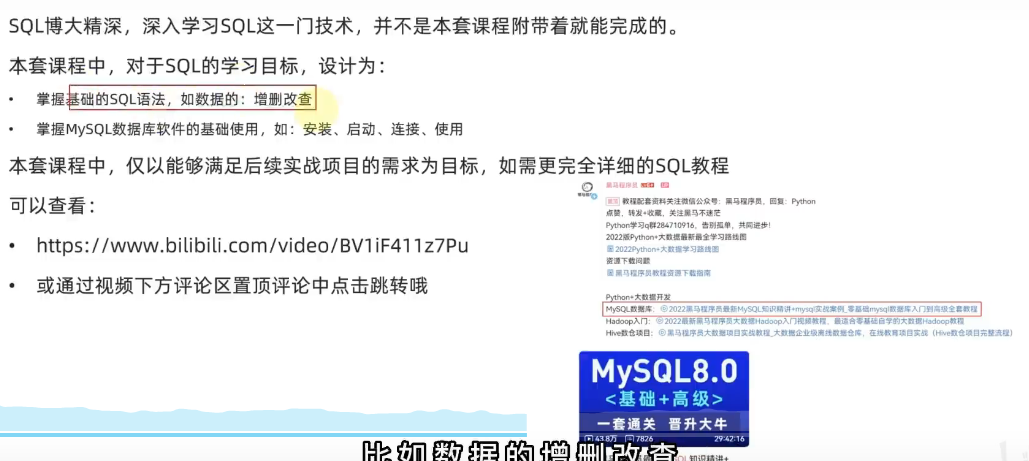 SQL博大精深，深入学习SQL这一门技术，并不是本套课程附带着就能完成的。
本套课程中，对于SQL的学习目标，设计为：
• 掌握基础的SQL语法，如数据的：增删改查
• 掌握MySQL数据库软件的基础使用，如：安装、启动、连接、使用
本套课程中，仅以能够满足后续实战项目的需求为目标，如需更完全详细的SQL教程
可以查看：
• https://www.bilibili.com/video/BV1iF411z7Pu
• 或通过视频下方评论区置顶评论中点击跳转哦
黑马程序员
教程配套资料关注微信公众号：黑马程序员，回复：Python
点赞，转发+收藏，关注黑马不迷茫
Python学习q群284710916，告别孤单，共同进步！
2022版Python+大数据最新最全学习路线图
2022Python+大数据学习路线图
资源下载问题
黑马程序员教程资源下载指南
Python+大数据开发
MySQL数据库：2022黑马程序员最新MySQL知识精讲+mysql实战案例_零基础mysql数据库入门到高级全套教程
Hadoop入门：2022最新黑马程序员大数据Hadoop入门视频教程，最适合零基础自学的大数据Hadoop教程
Hive数仓项目：黑马程序员大数据项目实战教程_大数据企业级离线数据仓库，在线教育项目实战（Hive数仓项目完整流程）
MySQL8.0
<基础+高级>
一套通关 晋升大牛
43.8万 7826 29:42:16
比如数据的增删改查